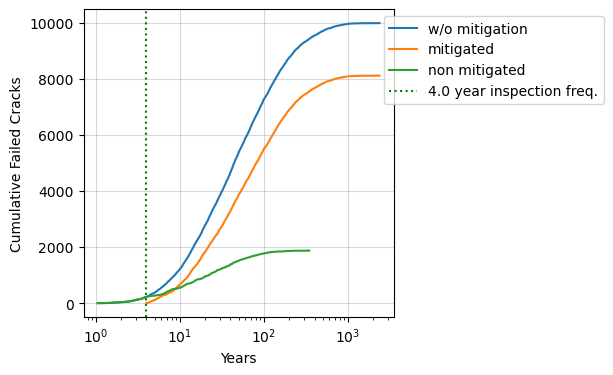 w/o mitigation
mitigated
non mitigated
4.0 year inspection freq.
Cumulative Failed Cracks
10000
8000
6000
4000
2000
0
10⁰ 10¹ 10² 10³
Years